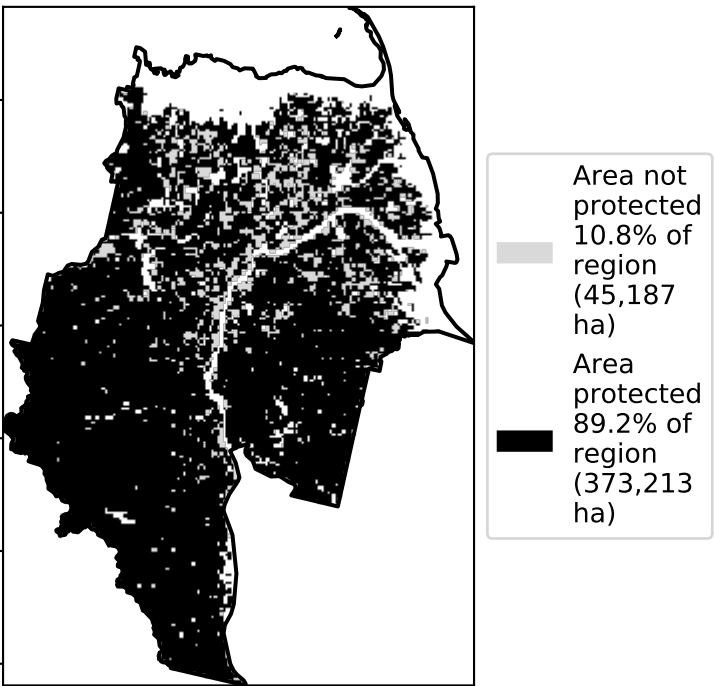 Area not
protected
10.8% of
region
(45,187
ha)
Area
protected
89.2% of
region
(373,213
ha)